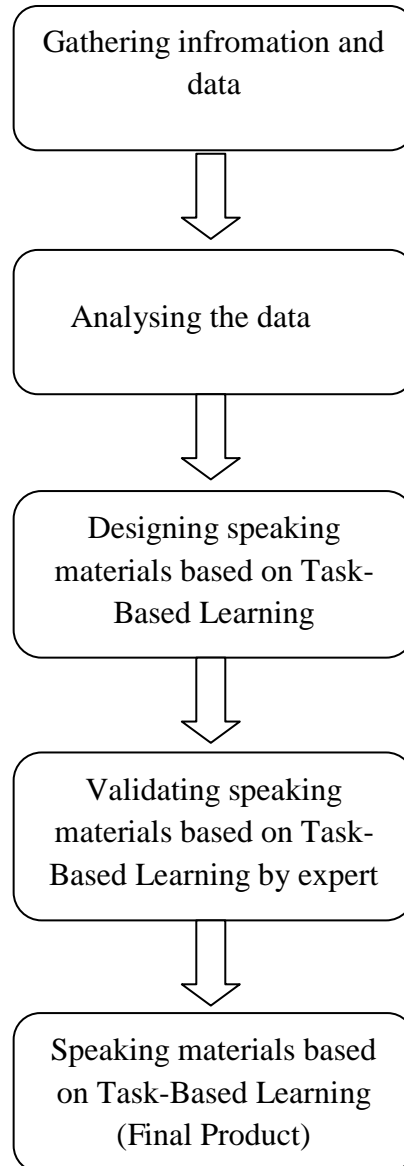 Gathering infromation and
data
Analysing the data
Designing speaking
materials based on Task-
Based Learning
Validating speaking
materials based on Task-
Based Learning by expert
Speaking materials based
on Task-Based Learning
(Final Product)